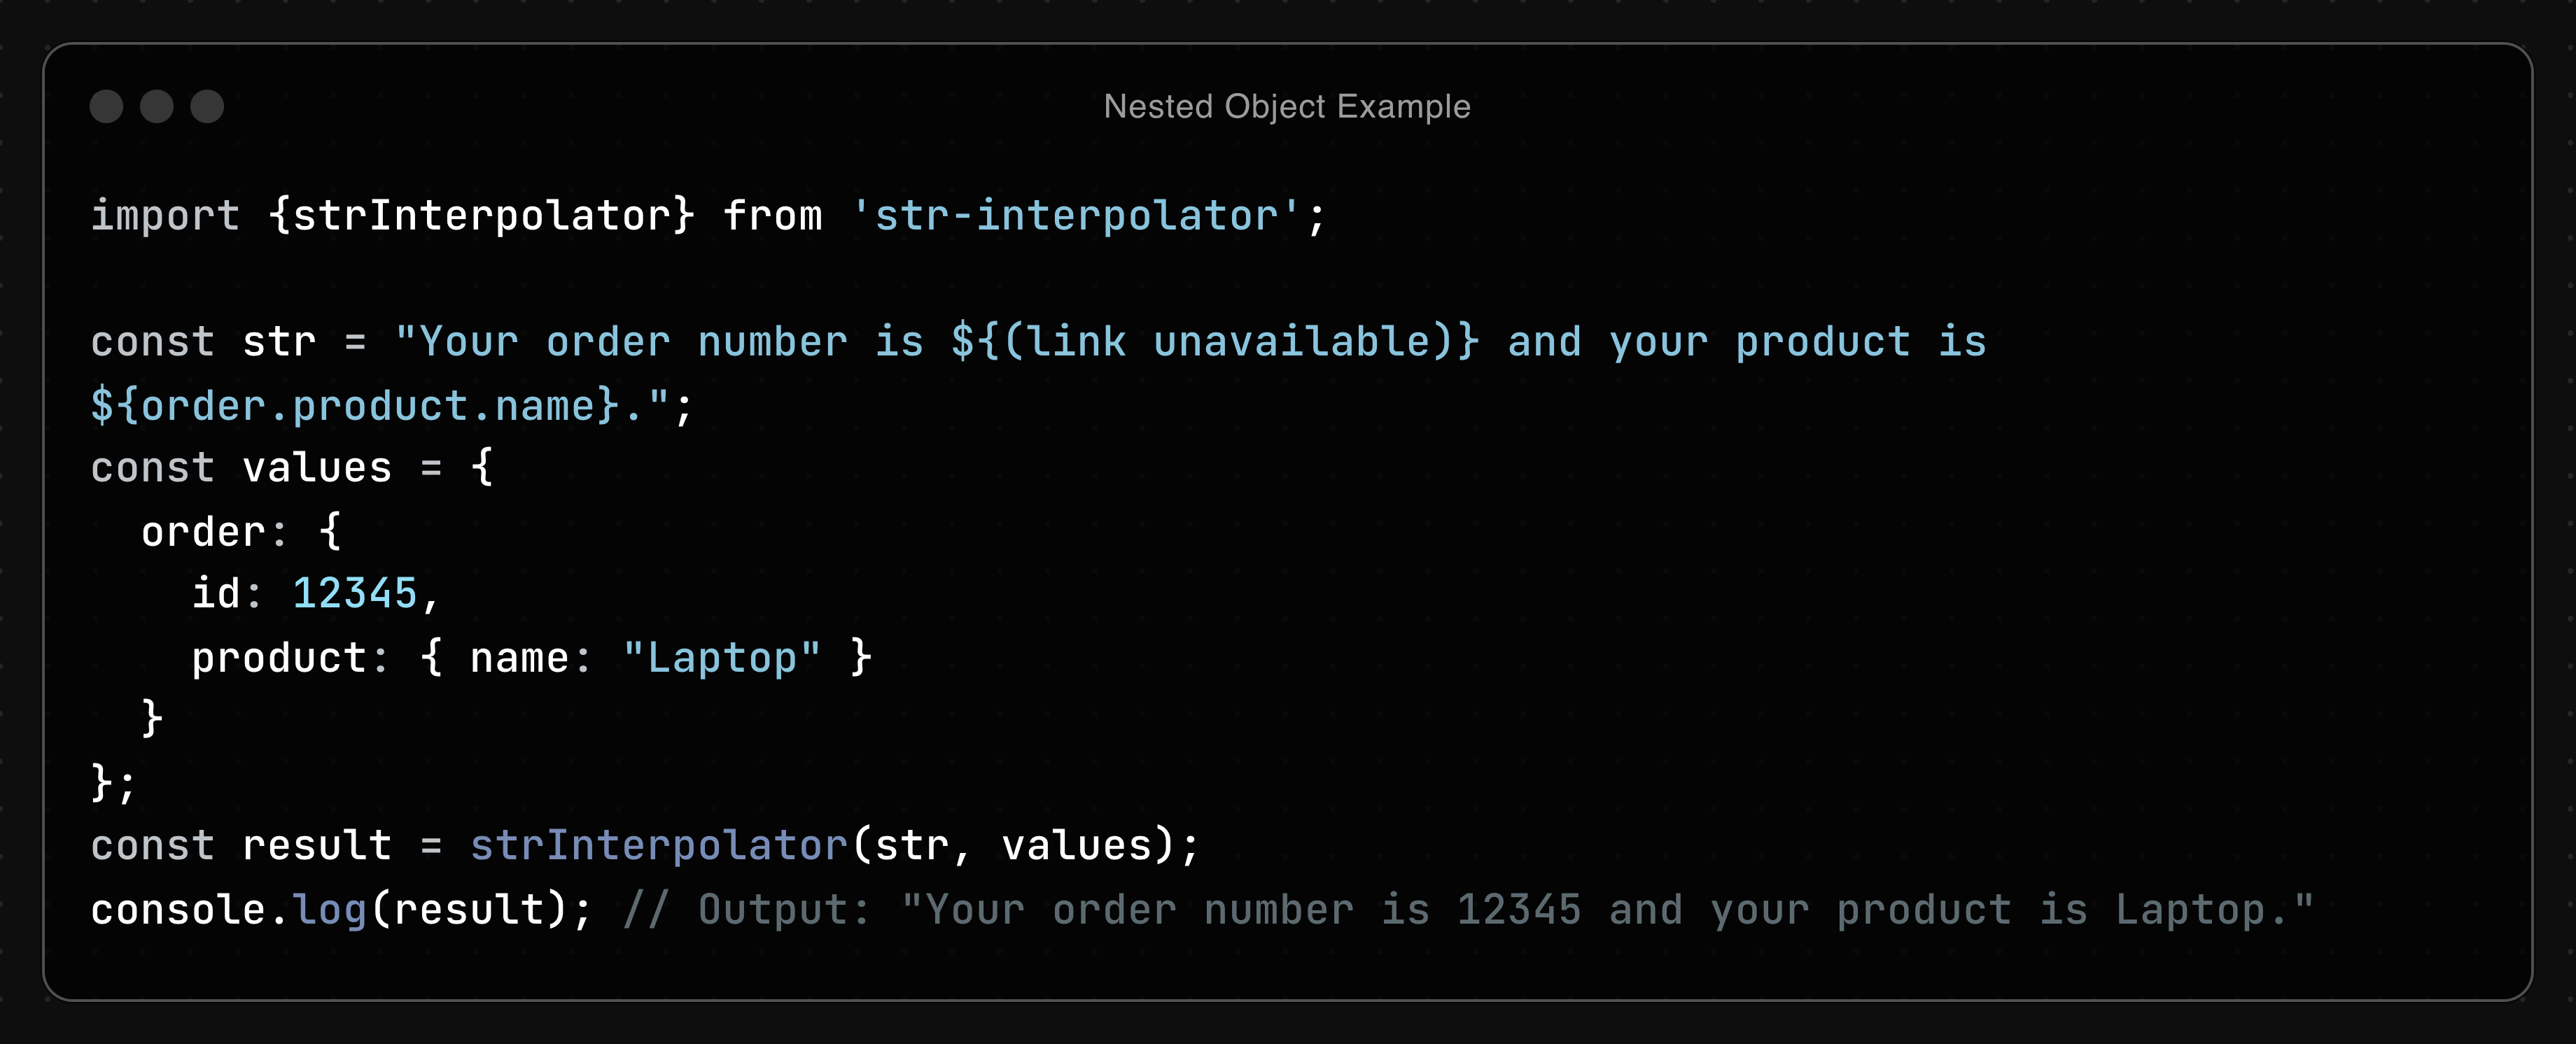 Nested Object Example
import {strInterpolator} from 'str-interpolator';
const str = "Your order number is ${(link unavailable)} and your product is
${order.product.name}.";
const values = {
  order: {
    id: 12345,
    product: { name: "Laptop" }
  }
};
const result = strInterpolator(str, values);
console.log(result); // Output: "Your order number is 12345 and your product is Laptop."